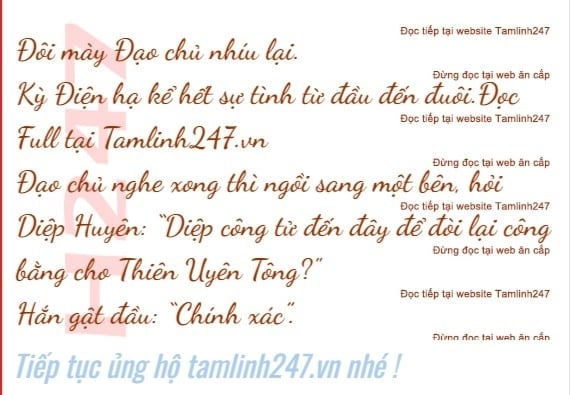 Đọc tiếp tại website Tamlinh247
Đôi mày Đạo chủ nhíu lại.
Đừng đọc tại web ăn cắp
Kỳ Điện hạ kể hết sự tình từ đầu đến đuôi.Đọc
Đọc tiếp tại website Tamlinh247
Full tại Tamlinh247.vn
Đừng đọc tại web ăn cắp
Đạo chủ nghe xong thì ngồi sang một bên, hỏi
Đọc tiếp tại website Tamlinh247
Diệp Huyên: “Diệp công tử đến đây để đòi lại công
Đừng đọc tại web ăn cắp
bằng cho Thiên Uyên Tông?”
Đọc tiếp tại website Tamlinh247
Hắn gật đầu: “Chính xác”.
Đừng đọc tại web ăn cắp
H247
Tiếp tục ủng hộ tamlinh247.vn nhé !